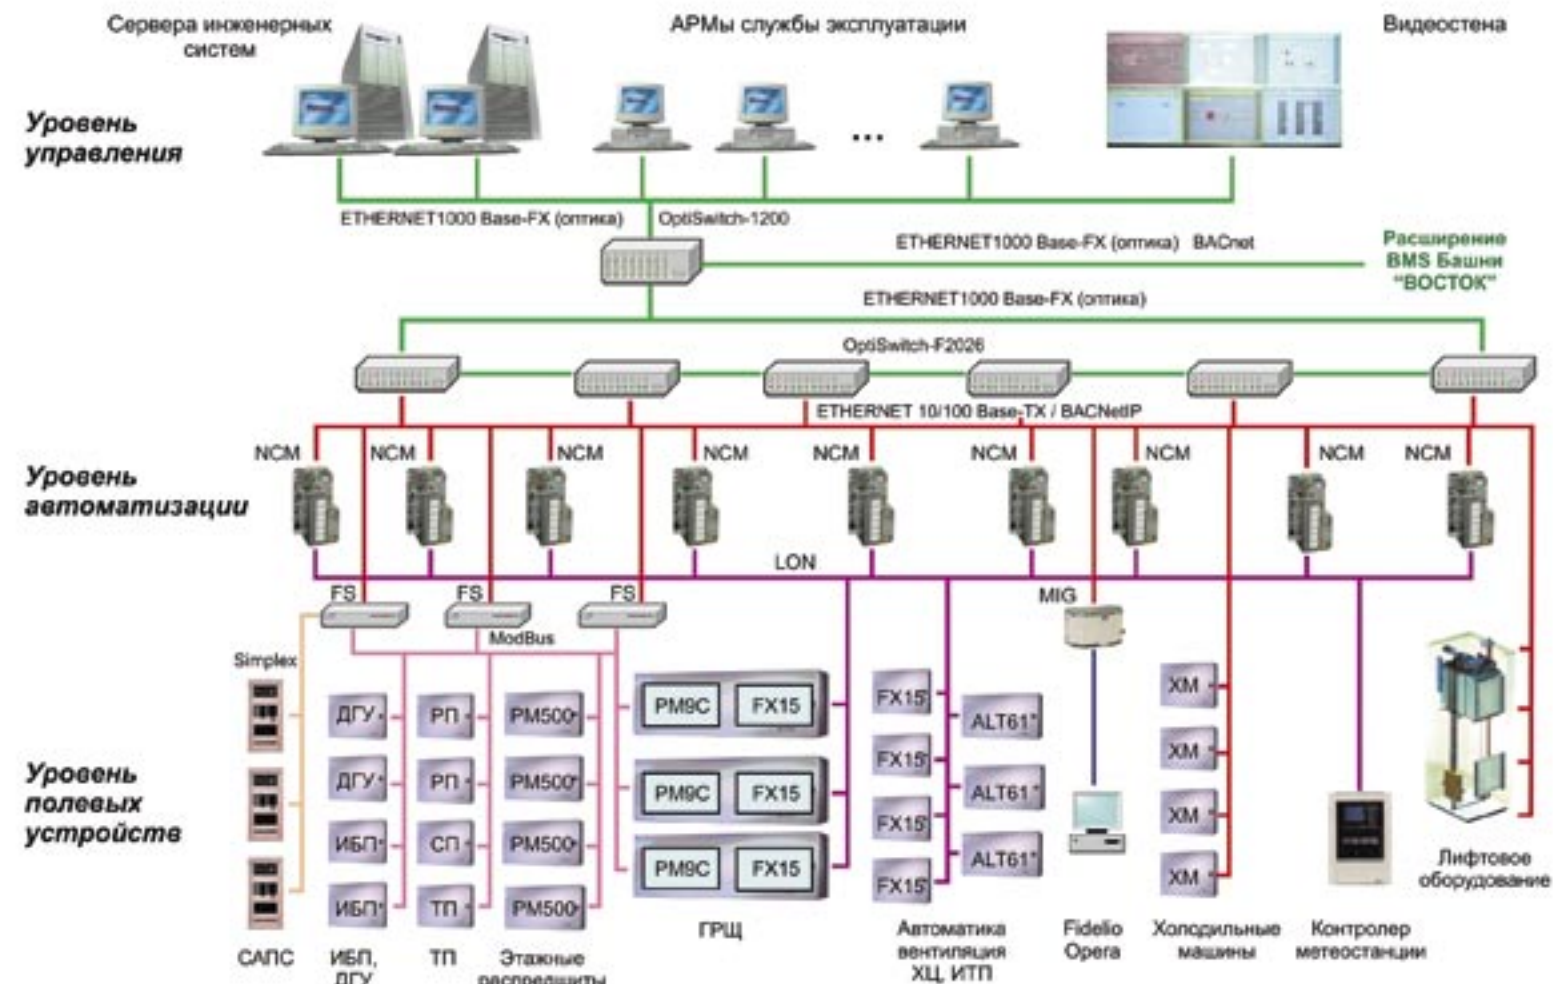 Сервера инженерных
систем
АРМы службы эксплуатации
Видеостена
Уровень
управления
ETHERNET1000 Base-FX (оптика)
OptiSwitch-1200
ETHERNET1000 Base-FX (оптика) BACnet
Расширение
BMS Башни
"ВОСТОК"
ETHERNET1000 Base-FX (оптика)
OptiSwitch-F2026
ETHERNET 10/100 Base-TX / BACNetIP
NCM NCM NCM NCM NCM NCM NCM NCM NCM
Уровень
автоматизации
LON
FS FS FS MIG
ModBus
Simplex
Уровень
полевых
устройств
ДГУ РП PM500 PM9C FX15 FX15 ALT61 ХМ
ДГУ РП PM500 PM9C FX15 FX15 ALT61 ХМ
ИБП СП PM500 PM9C FX15 FX15 ALT61 ХМ
ИБП ТП PM500 FX15 ХМ
САПС
ИБП,
ДГУ
ТП
Этажные
распредщиты
ГРЩ
Автоматика
вентиляция
ХЦ, ИТП
Fidelio
Opera
Холодильные
машины
Контролер
метеостанции
Лифтовое
оборудование